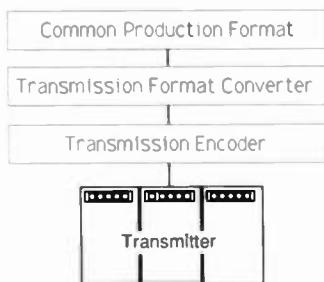 Common Production Format
Transmission Format Converter
Transmission Encoder
Transmitter